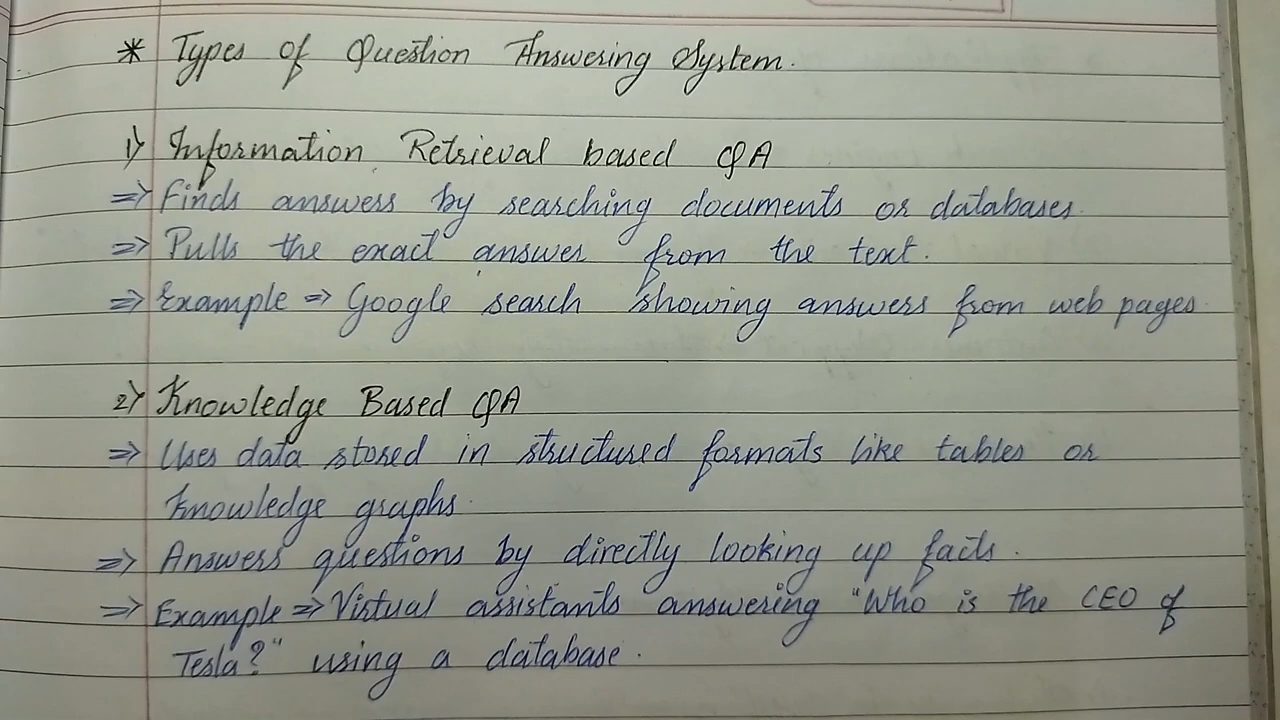 * Types of Question Answering System.
1) Information Retrieval based QA
=> Finds answers by searching documents or databases.
=> Pulls the exact answer from the text.
=> Example => Google search showing answers from web pages.
2) Knowledge Based QA
=> Uses data stored in structured formats like tables or
knowledge graphs.
=> Answers questions by directly looking up facts.
=> Example => Virtual assistants answering "Who is the CEO of
Tesla?" using a database.